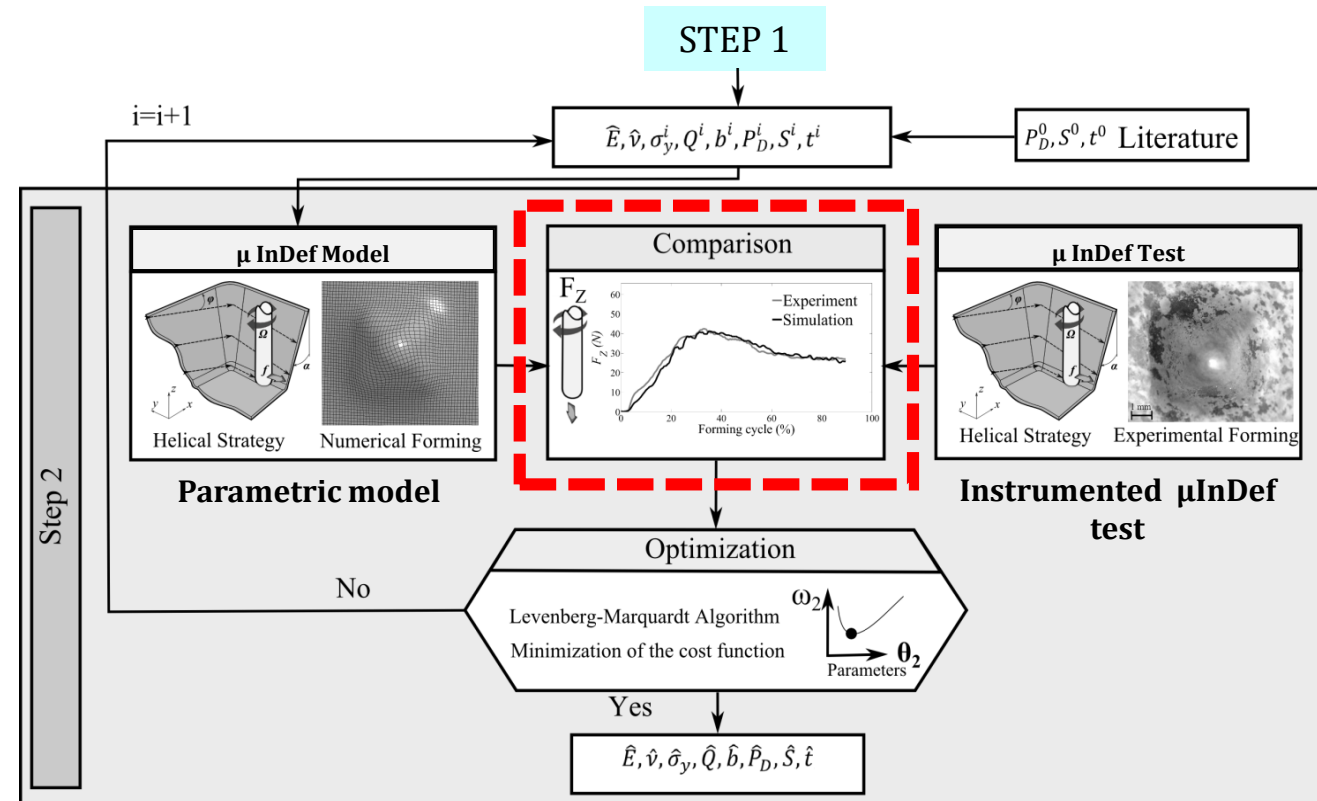 STEP 1
i=i+1
Ê, ν̂, σ_y^i, Q^i, b^i, P_D^i, S^i, t^i
P_D^0, S^0, t^0 Literature
Step 2
μ InDef Model
φ
Ω
f
α
z
y
x
Helical Strategy
Numerical Forming
Parametric model
Comparison
F_Z
F_Z (N)
60
50
40
30
20
10
0
Experiment
Simulation
0 20 40 60 80 100
Forming cycle (%)
μ InDef Test
φ
Ω
f
α
z
y
x
1 mm
Helical Strategy
Experimental Forming
Instrumented μInDef
test
Optimization
No
Levenberg-Marquardt Algorithm
Minimization of the cost function
ω_2
θ_2
Parameters
Yes
Ê, ν̂, σ̂_y, Q̂, b̂, P̂_D, Ŝ, t̂